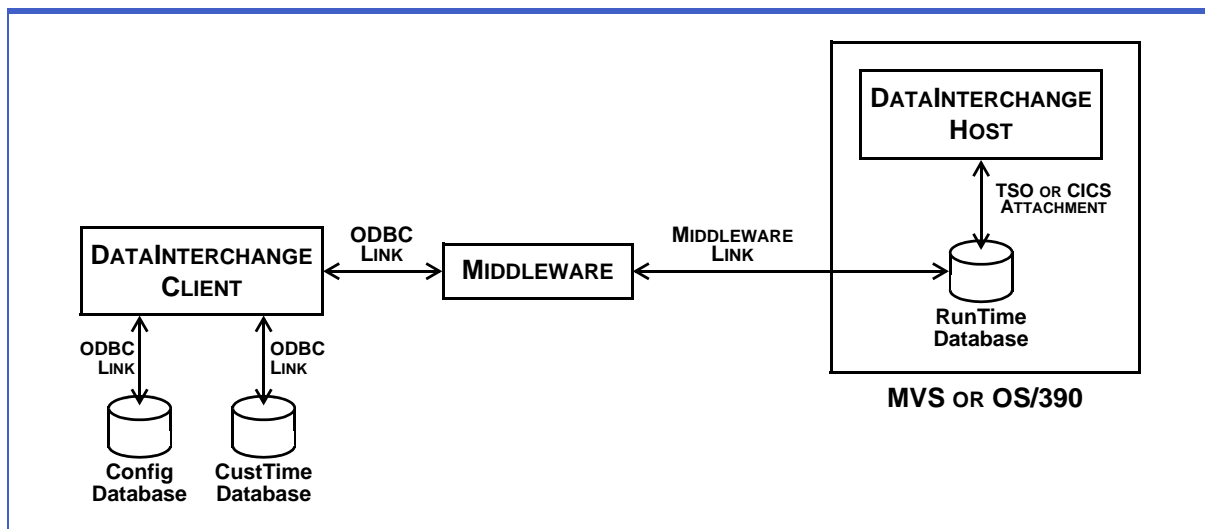 DATAINTERCHANGE
HOST
TSO OR CICS
ATTACHMENT
RunTime
Database
MVS OR OS/390
MIDDLEWARE
LINK
MIDDLEWARE
ODBC
LINK
DATAINTERCHANGE
CLIENT
ODBC
LINK
ODBC
LINK
Config
Database
CustTime
Database